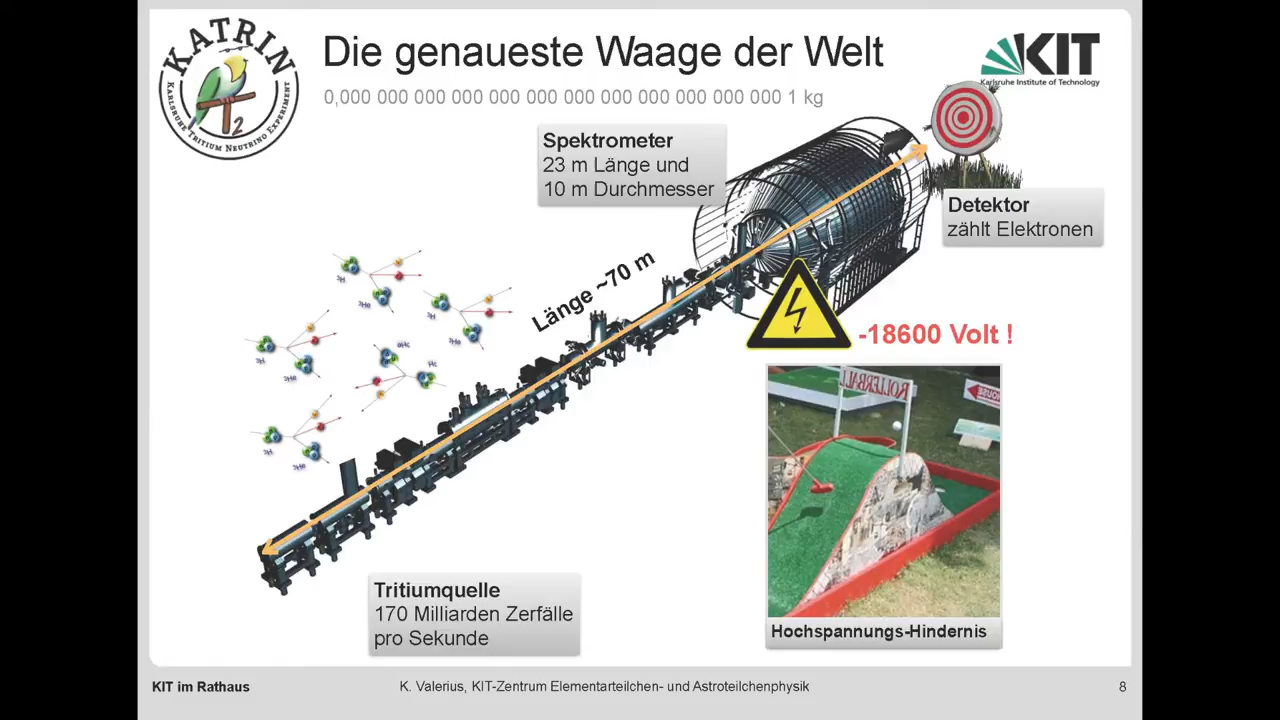 KATRIN
KARLSRUHE TRITIUM NEUTRINO EXPERIMENT
Die genaueste Waage der Welt
0,000 000 000 000 000 000 000 000 000 000 000 000 1 kg
KIT
Karlsruhe Institute of Technology
Spektrometer
23 m Länge und
10 m Durchmesser
Detektor
zählt Elektronen
Länge ~70 m
-18600 Volt !
ROLLERBALL
HOUSE
Hochspannungs-Hindernis
Tritiumquelle
170 Milliarden Zerfälle
pro Sekunde
KIT im Rathaus
K. Valerius, KIT-Zentrum Elementarteilchen- und Astroteilchenphysik
8